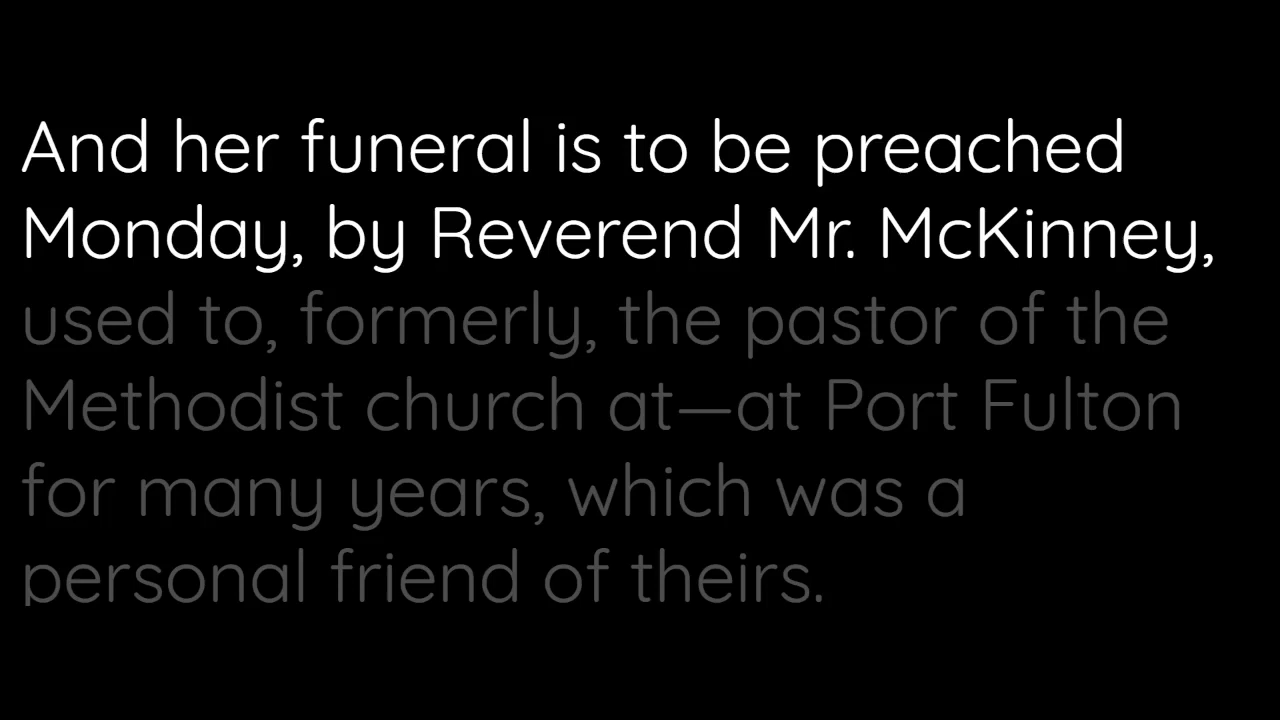 And her funeral is to be preached
Monday, by Reverend Mr. McKinney,
used to, formerly, the pastor of the
Methodist church at—at Port Fulton
for many years, which was a
personal friend of theirs.